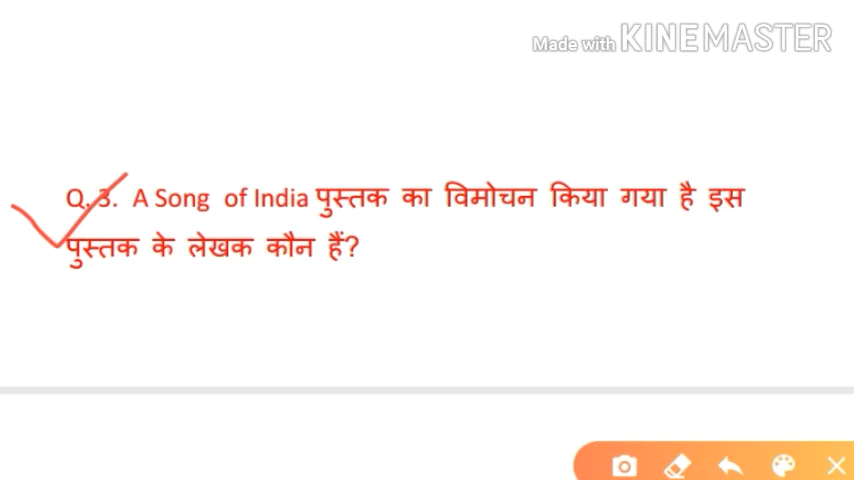 Made with KINEMASTER
Q. 3. A Song of India पुस्तक का विमोचन किया गया है इस
पुस्तक के लेखक कौन हैं?